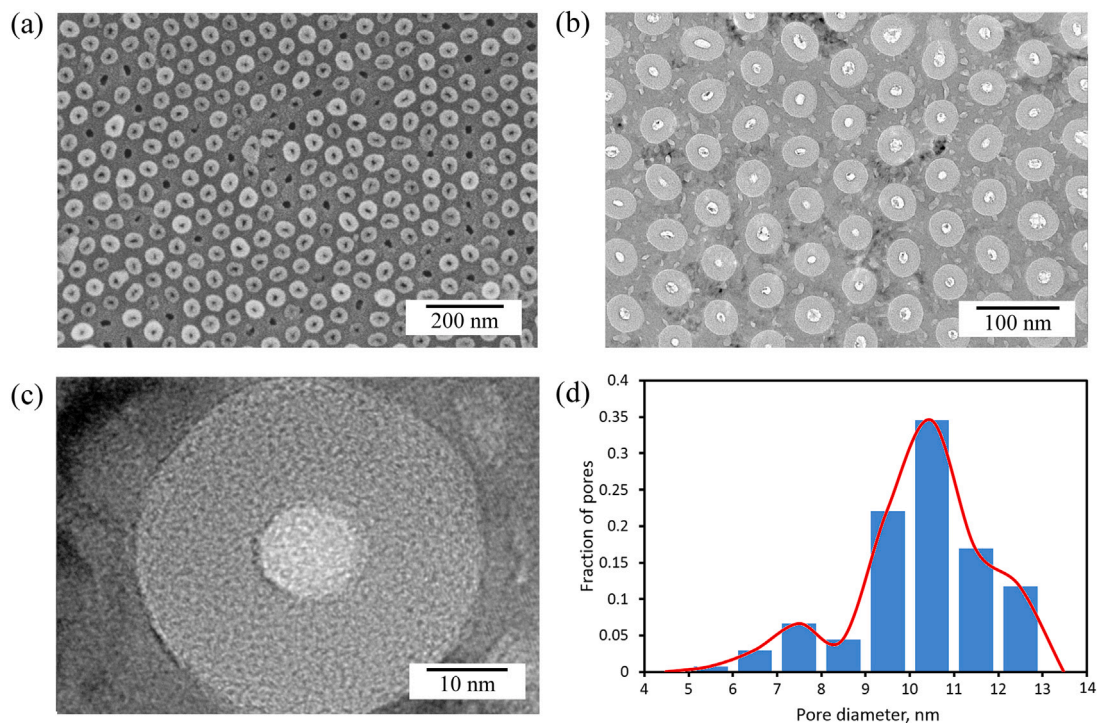 (a)
200 nm
(b)
100 nm
(c)
10 nm
(d)
Fraction of pores
0.4
0.35
0.3
0.25
0.2
0.15
0.1
0.05
0
4 5 6 7 8 9 10 11 12 13 14
Pore diameter, nm